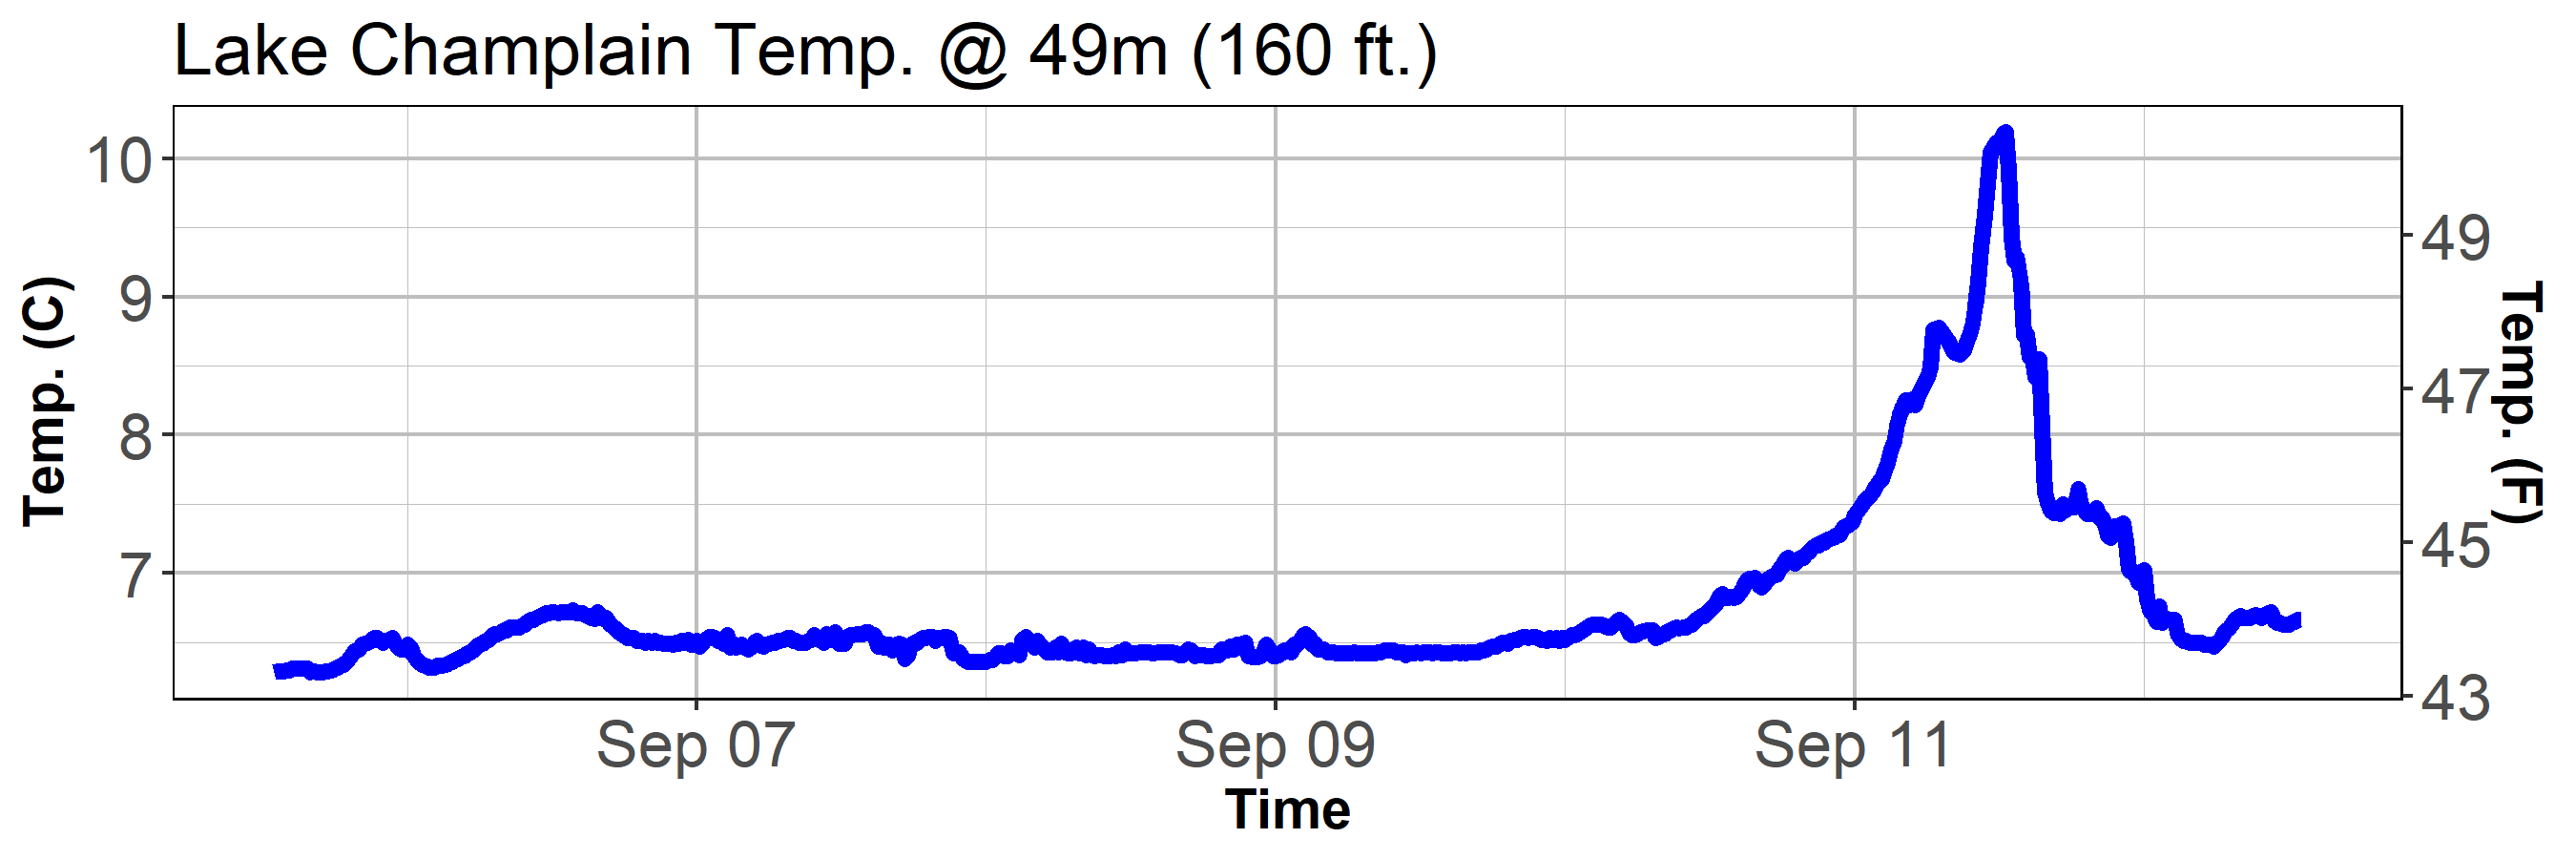 Lake Champlain Temp. @ 49m (160 ft.)
Temp. (C)
10
9
8
7
49
47
45
43
Temp. (F)
Sep 07 Sep 09 Sep 11
Time